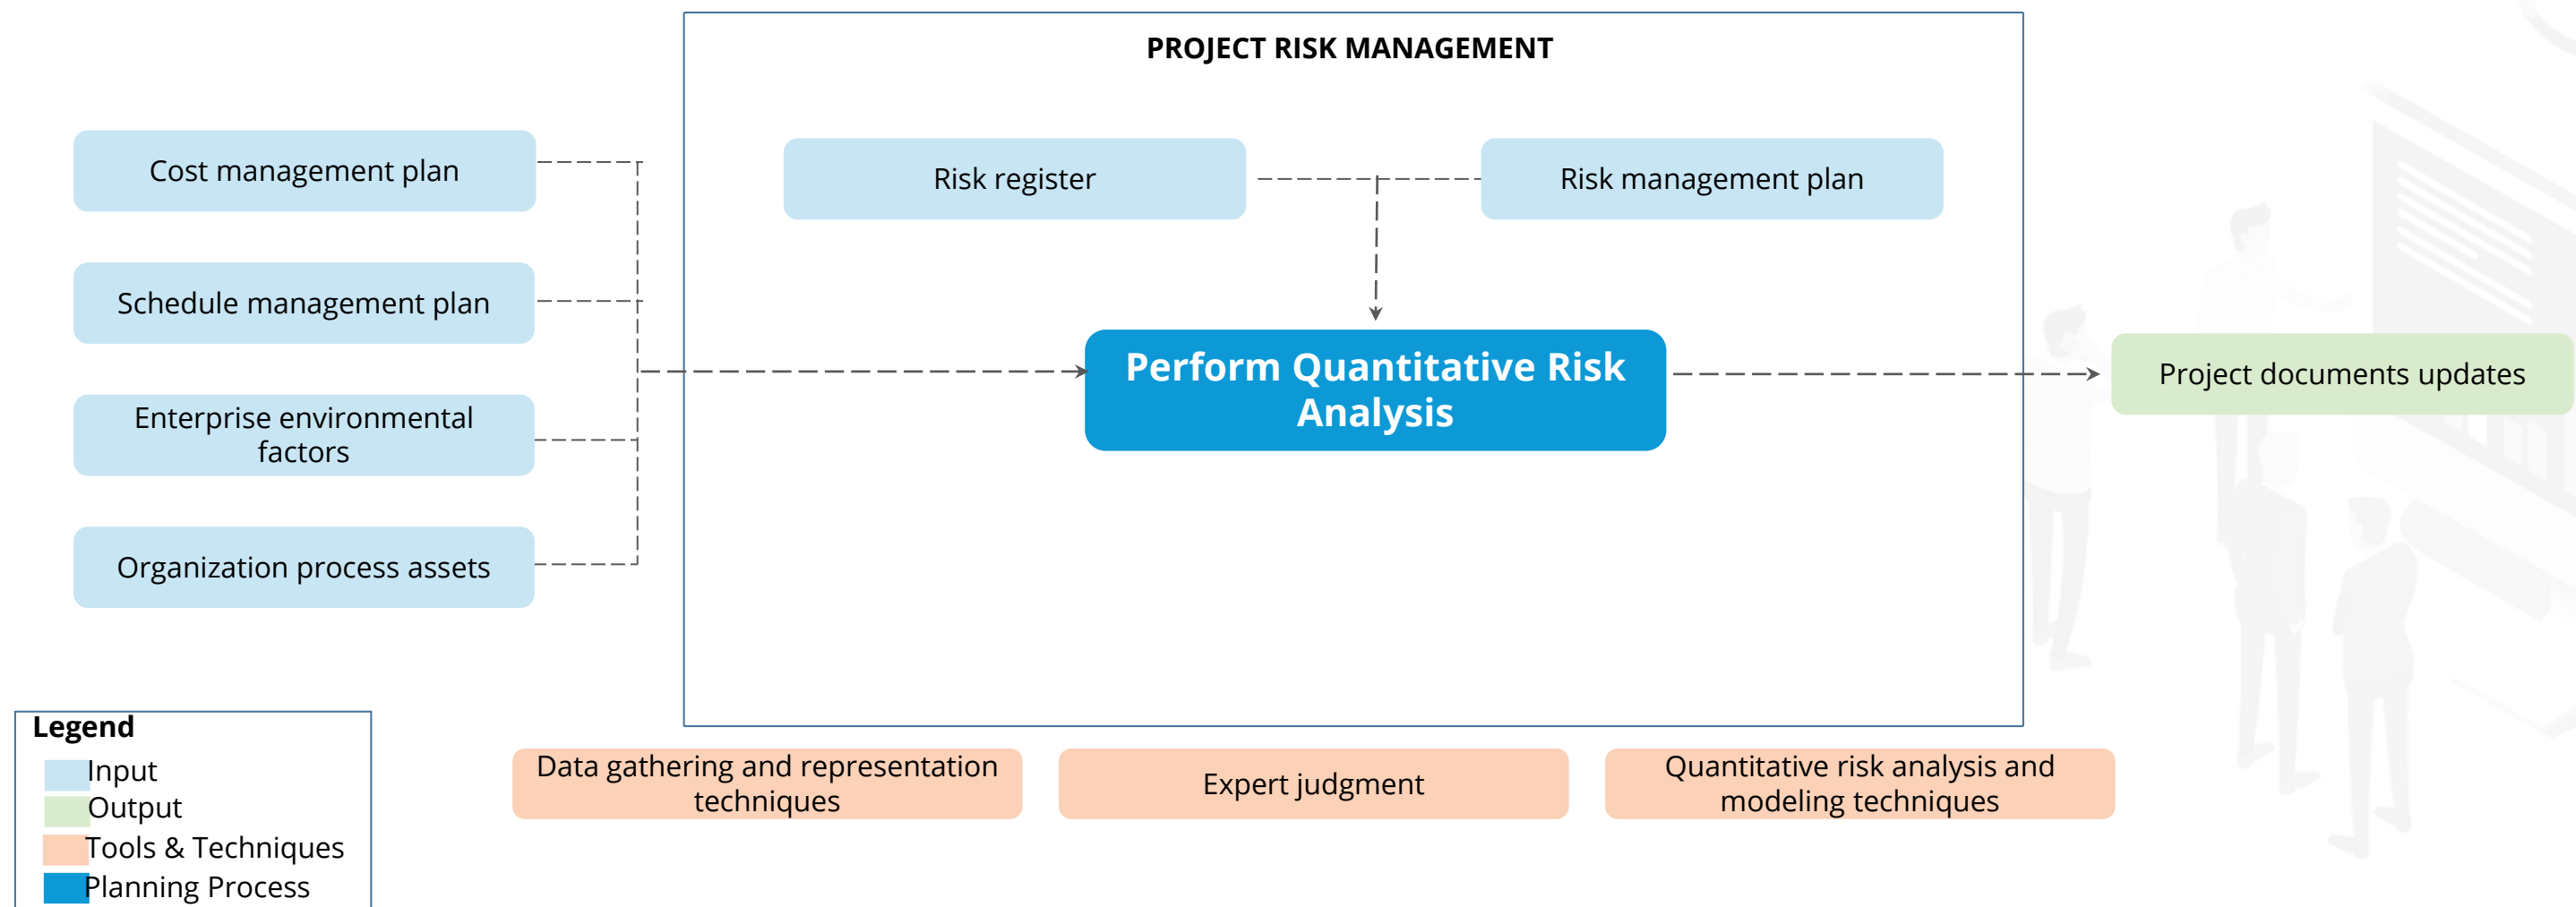 PROJECT RISK MANAGEMENT
Cost management plan
Risk register
Risk management plan
Schedule management plan
Perform Quantitative Risk
Analysis
Project documents updates
Enterprise environmental
factors
Organization process assets
Legend
Input
Output
Tools & Techniques
Planning Process
Data gathering and representation
techniques
Expert judgment
Quantitative risk analysis and
modeling techniques